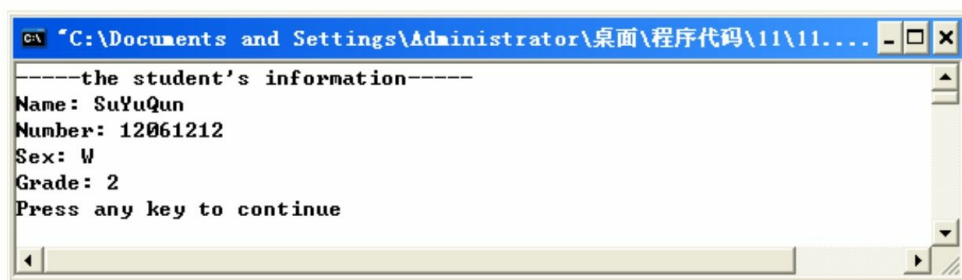 "C:\Documents and Settings\Administrator\桌面\程序代码\11\11....
-----the student's information-----
Name: SuYuQun
Number: 12061212
Sex: W
Grade: 2
Press any key to continue